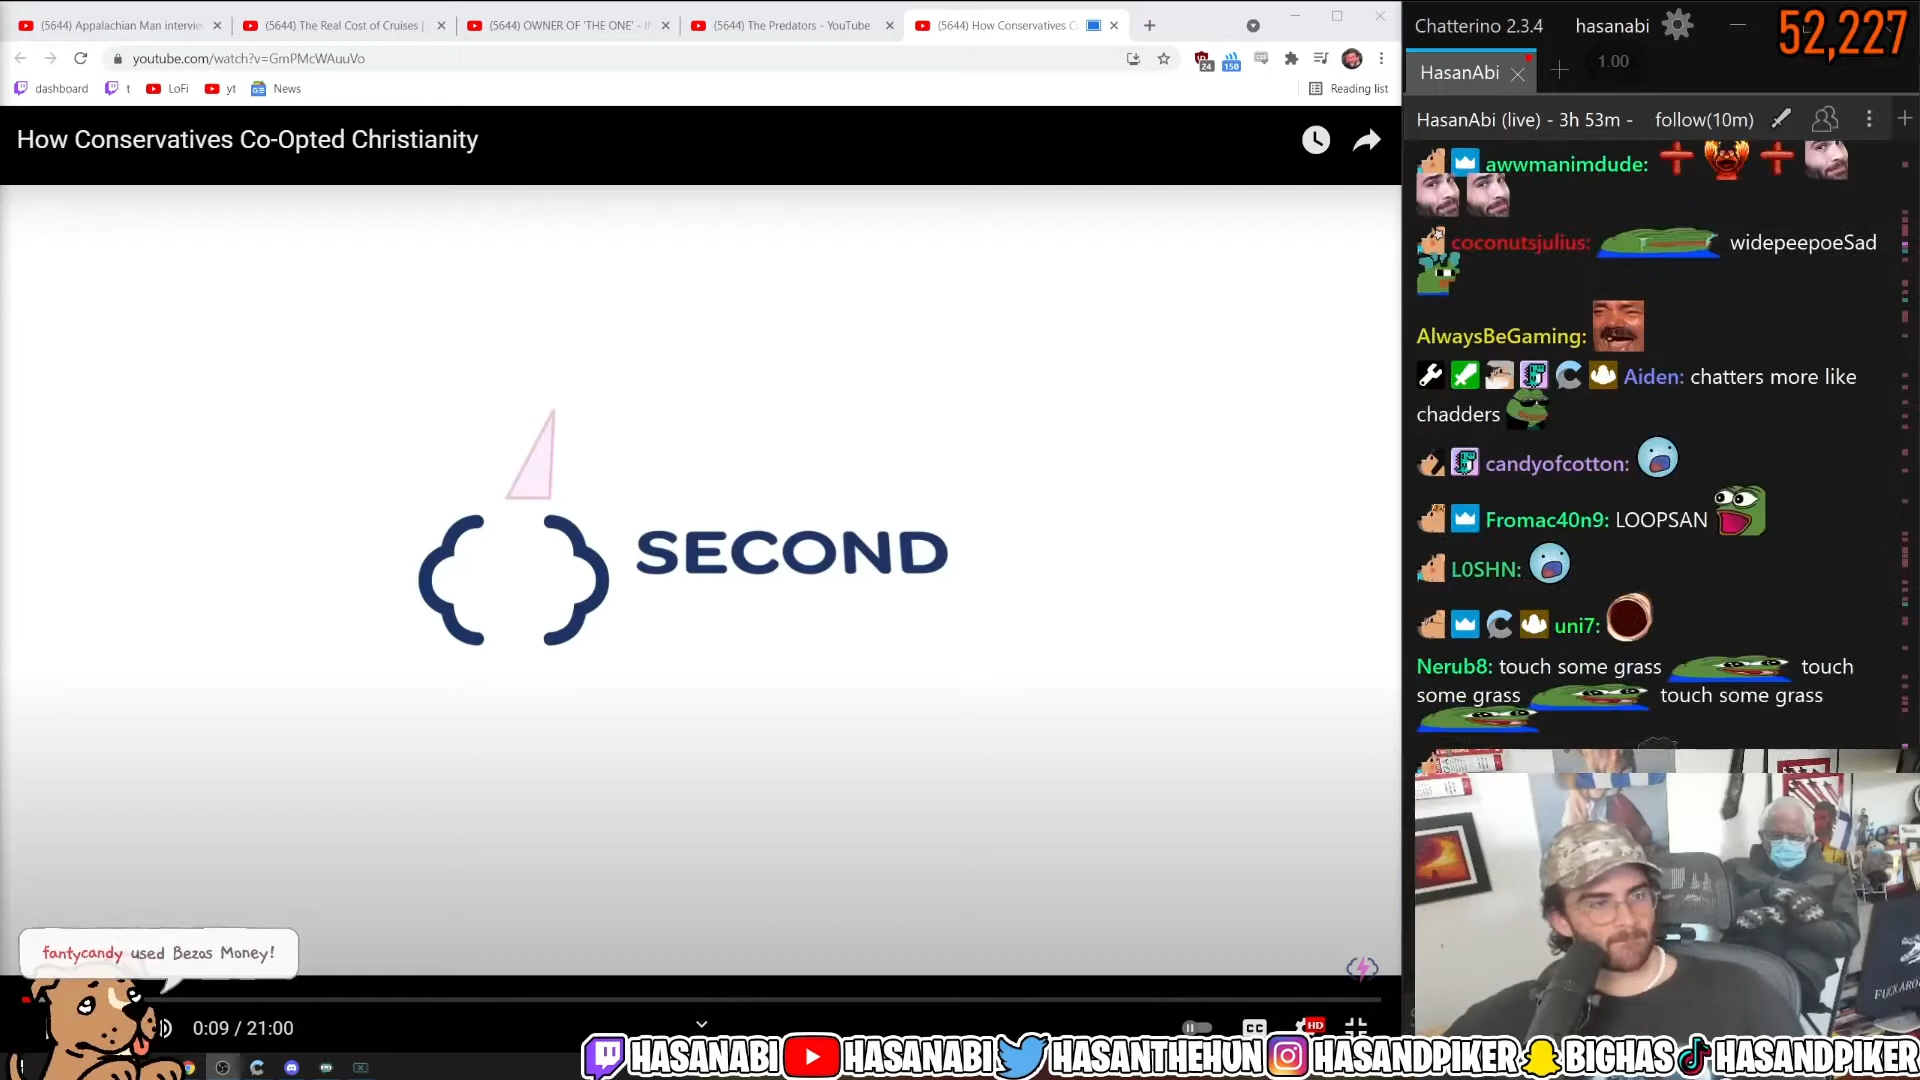 (5644) Appalachian Man intervie
(5644) The Real Cost of Cruises |
(5644) OWNER OF 'THE ONE' - I
(5644) The Predators - YouTube
(5644) How Conservatives C
youtube.com/watch?v=GmPMcWAuuVo
24
150
dashboard
t
LoFi
yt
News
Reading list
How Conservatives Co-Opted Christianity
SECOND
fantycandy used Bezos Money!
0:09 / 21:00
CC
HD
Chatterino 2.3.4
hasanabi
52,227
HasanAbi
1.00
HasanAbi (live) - 3h 53m -
follow(10m)
awwmanimdude:
coconutsjulius: widepeepoeSad
AlwaysBeGaming:
Aiden: chatters more like
chadders
candyofcotton:
Fromac40n9: LOOPSAN
L0SHN:
uni7:
Nerub8: touch some grass touch
some grass touch some grass
HASANABI HASANABI HASANTHEHUN HASANDPIKER BIGHAS HASANDPIKER